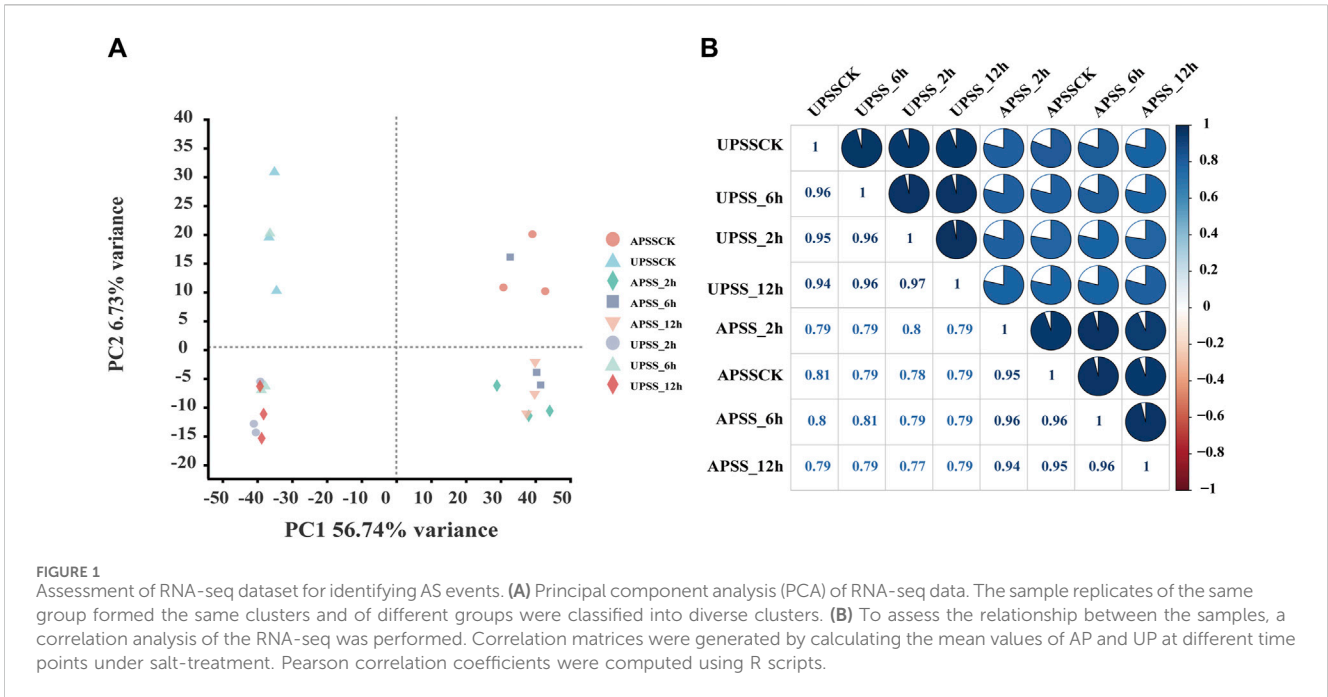 A
B
40
35
30
25
20
15
10
5
0
-5
-10
-15
-20
PC2 6.73% variance
-50 -40 -30 -20 -10 0 10 20 30 40 50
PC1 56.74% variance
APSSCK
UPSSCK
APSS_2h
APSS_6h
APSS_12h
UPSS_2h
UPSS_6h
UPSS_12h
UPSSCK UPSS_6h UPSS_2h UPSS_12h APSS_2h APSSCK APSS_6h APSS_12h
UPSSCK 1
UPSS_6h 0.96 1
UPSS_2h 0.95 0.96 1
UPSS_12h 0.94 0.96 0.97 1
APSS_2h 0.79 0.79 0.8 0.79 1
APSSCK 0.81 0.79 0.78 0.79 0.95 1
APSS_6h 0.8 0.81 0.79 0.79 0.96 0.96 1
APSS_12h 0.79 0.79 0.77 0.79 0.94 0.95 0.96 1
1
0.8
0.6
0.4
0.2
0
−0.2
−0.4
−0.6
−0.8
−1
FIGURE 1
Assessment of RNA-seq dataset for identifying AS events. (A) Principal component analysis (PCA) of RNA-seq data. The sample replicates of the same
group formed the same clusters and of different groups were classified into diverse clusters. (B) To assess the relationship between the samples, a
correlation analysis of the RNA-seq was performed. Correlation matrices were generated by calculating the mean values of AP and UP at different time
points under salt-treatment. Pearson correlation coefficients were computed using R scripts.